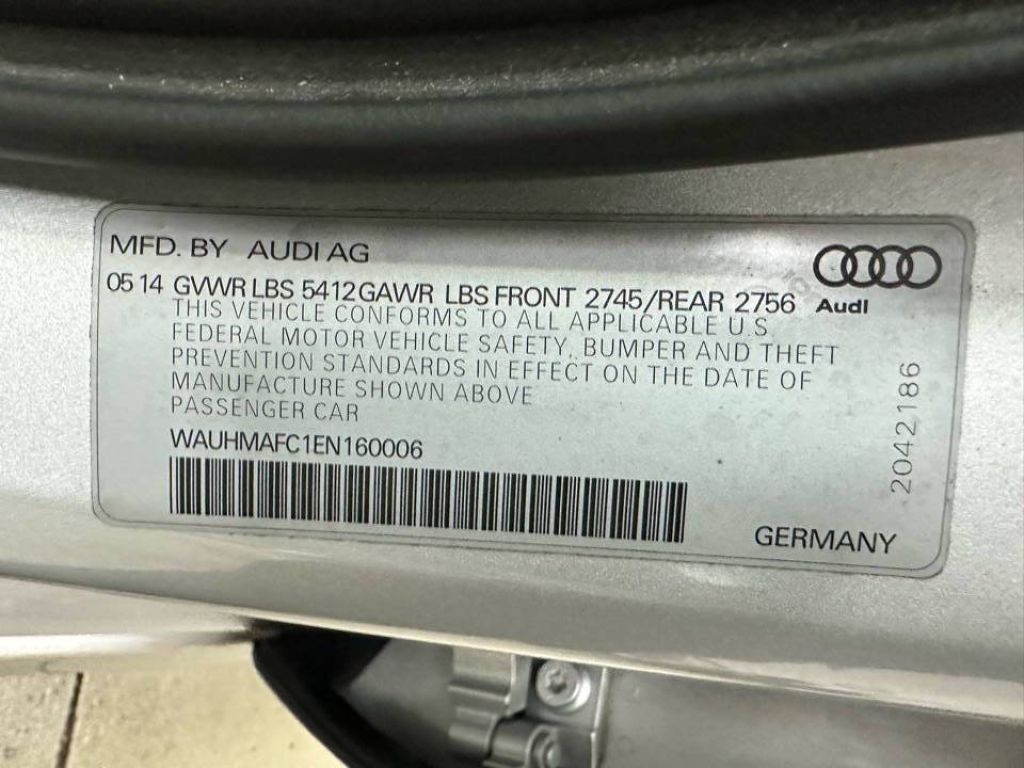 MFD. BY AUDI AG
Audi
05 14 GVWR LBS 5412 GAWR LBS FRONT 2745/REAR 2756
THIS VEHICLE CONFORMS TO ALL APPLICABLE U.S.
FEDERAL MOTOR VEHICLE SAFETY, BUMPER AND THEFT
PREVENTION STANDARDS IN EFFECT ON THE DATE OF
MANUFACTURE SHOWN ABOVE
PASSENGER CAR
WAUHMAFC1EN160006
2042186
GERMANY